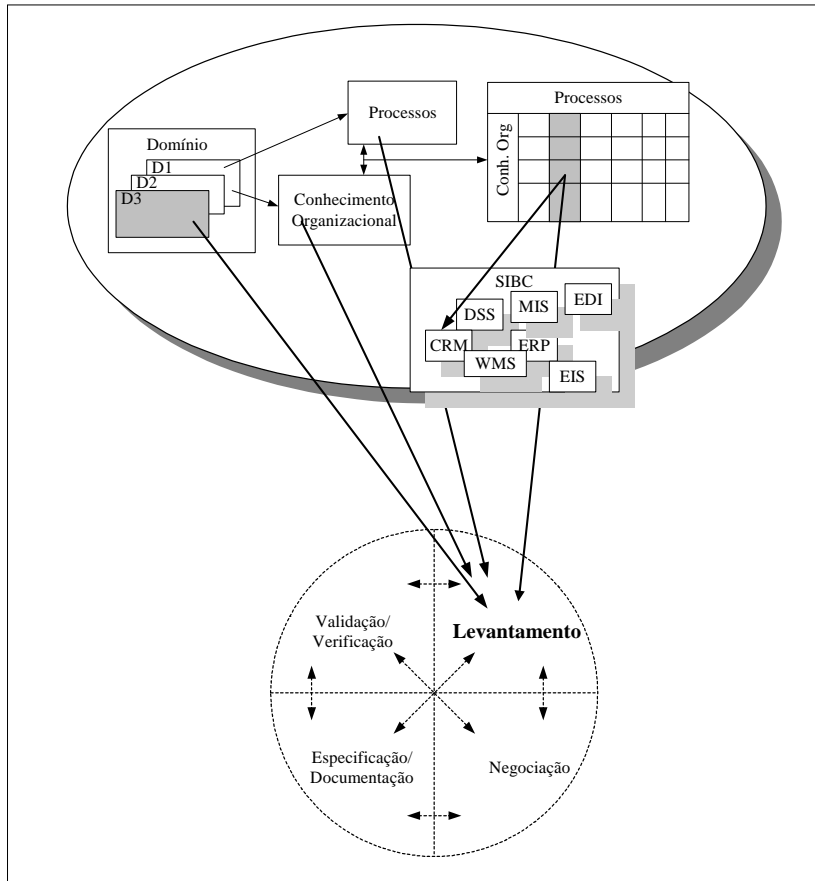 Domínio
D1
D2
D3
Processos
Conhecimento
Organizacional
Processos
Conh. Org
SIBC
DSS
MIS
EDI
CRM
ERP
WMS
EIS
Validação/
Verificação
Levantamento
Especificação/
Documentação
Negociação